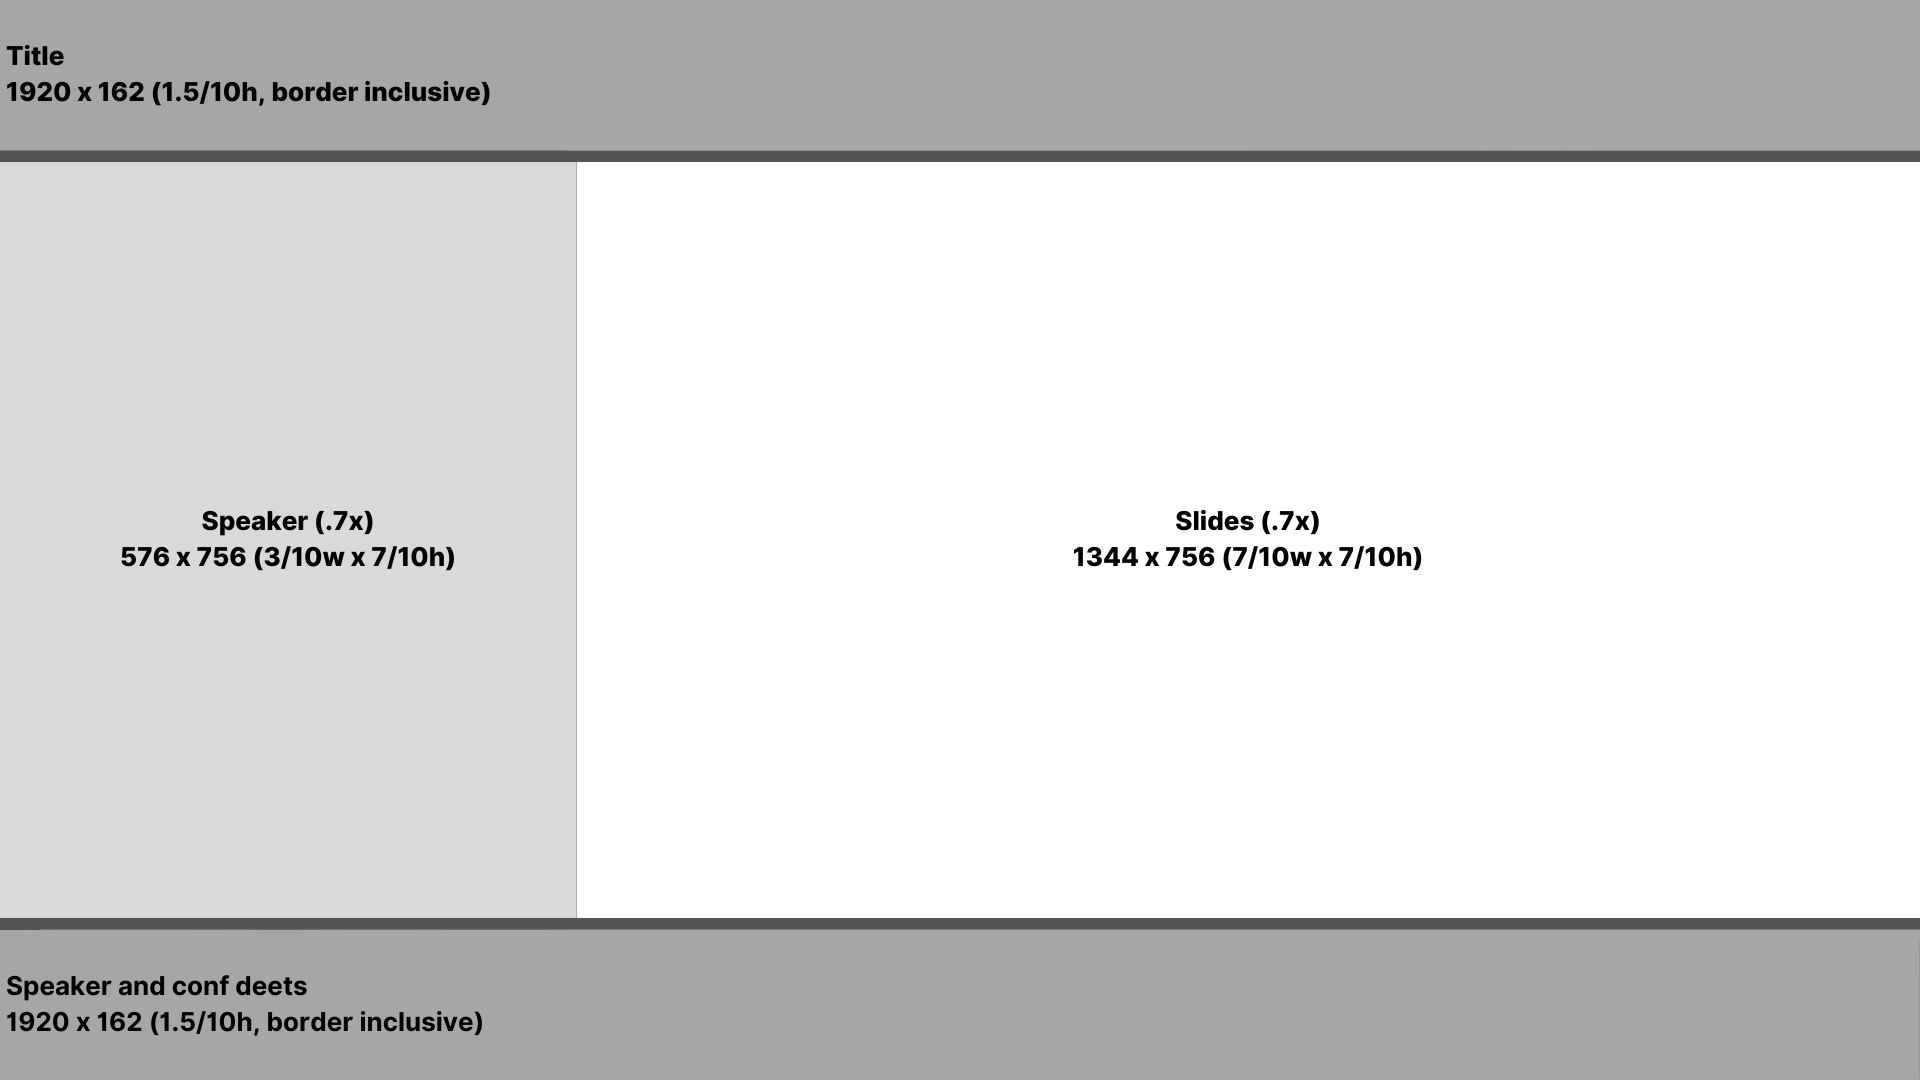 Title
1920 x 162 (1.5/10h, border inclusive)
Speaker (.7x)
576 x 756 (3/10w x 7/10h)
Slides (.7x)
1344 x 756 (7/10w x 7/10h)
Speaker and conf deets
1920 x 162 (1.5/10h, border inclusive)